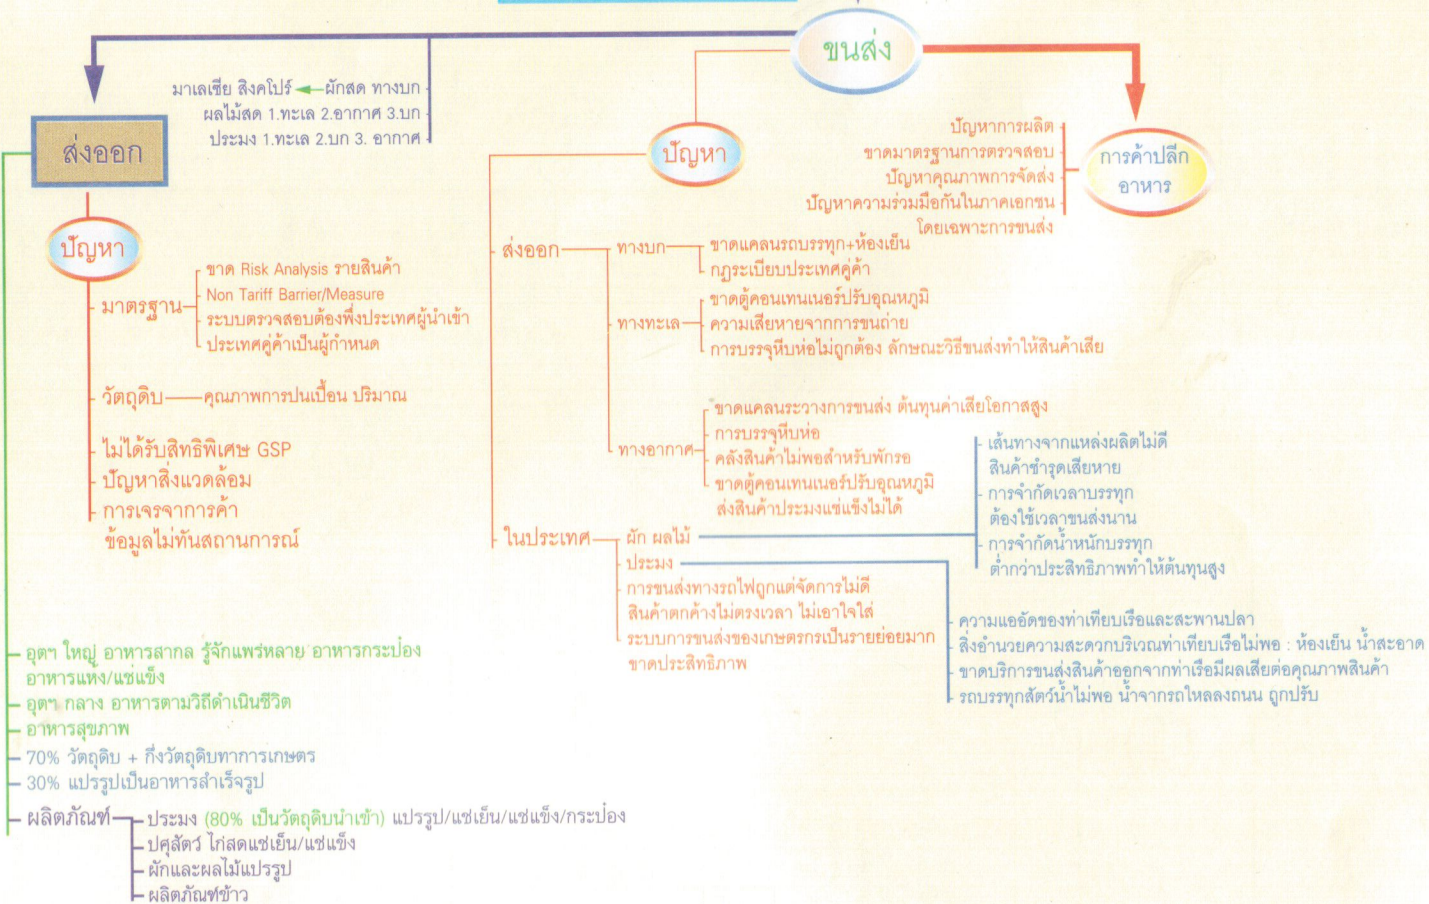 ขนส่ง
มาเลเซีย สิงคโปร์ ผักสด ทางบก
ผลไม้สด 1.ทะเล 2.อากาศ 3.บก
ประมง 1.ทะเล 2.บก 3. อากาศ
ส่งออก
ปัญหา
มาตรฐาน
ขาด Risk Analysis รายสินค้า
Non Tariff Barrier/Measure
ระบบตรวจสอบต้องพึ่งประเทศผู้นำเข้า
ประเทศคู่ค้าเป็นผู้กำหนด
วัตถุดิบ คุณภาพการปนเปื้อน ปริมาณ
ไม่ได้รับสิทธิพิเศษ GSP
ปัญหาสิ่งแวดล้อม
การเจรจาการค้า
ข้อมูลไม่ทันสถานการณ์
อุตฯ ใหญ่ อาหารสากล รู้จักแพร่หลาย อาหารกระป๋อง
อาหารแห้ง/แช่แข็ง
อุตฯ กลาง อาหารตามวิถีดำเนินชีวิต
อาหารสุขภาพ
70% วัตถุดิบ + กึ่งวัตถุดิบทาการเกษตร
30% แปรรูปเป็นอาหารสำเร็จรูป
ผลิตภัณฑ์ ประมง (80% เป็นวัตถุดิบนำเข้า) แปรรูป/แช่เย็น/แช่แข็ง/กระป๋อง
ปศุสัตว์ ไก่สดแช่เย็น/แช่แข็ง
ผักและผลไม้แปรรูป
ผลิตภัณฑ์ข้าว
ปัญหา
ส่งออก
ทางบก
ขาดแคลนรถบรรทุก+ห้องเย็น
กฎระเบียบประเทศคู่ค้า
ทางทะเล
ขาดตู้คอนเทนเนอร์ปรับอุณหภูมิ
ความเสียหายจากการขนถ่าย
การบรรจุหีบห่อไม่ถูกต้อง ลักษณะวิธีขนส่งทำให้สินค้าเสีย
ทางอากาศ
ขาดแคลนระวางการขนส่ง ต้นทุนค่าเสียโอกาสสูง
การบรรจุหีบห่อ
คลังสินค้าไม่พอสำหรับพักรอ
ขาดตู้คอนเทนเนอร์ปรับอุณหภูมิ
ส่งสินค้าประมงแช่แข็งไม่ได้
ในประเทศ
ผัก ผลไม้
ประมง
การขนส่งทางรถไฟถูกแต่จัดการไม่ดี
สินค้าตกค้างไม่ตรงเวลา ไม่เอาใจใส่
ระบบการขนส่งของเกษตรกรเป็นรายย่อยมาก
ขาดประสิทธิภาพ
เส้นทางจากแหล่งผลิตไม่ดี
สินค้าชำรุดเสียหาย
การจำกัดเวลาบรรทุก
ต้องใช้เวลาขนส่งนาน
การจำกัดน้ำหนักบรรทุก
ต่ำกว่าประสิทธิภาพทำให้ต้นทุนสูง
ความแออัดของท่าเทียบเรือและสะพานปลา
สิ่งอำนวยความสะดวกบริเวณท่าเทียบเรือไม่พอ : ห้องเย็น น้ำสะอาด
ขาดบริการขนส่งสินค้าออกจากท่าเรือมีผลเสียต่อคุณภาพสินค้า
รถบรรทุกสัตว์น้ำไม่พอ น้ำจากรถไหลลงถนน ถูกปรับ
การค้าปลีก
อาหาร
ปัญหาการผลิต
ขาดมาตรฐานการตรวจสอบ
ปัญหาคุณภาพการจัดส่ง
ปัญหาความร่วมมือกันในภาคเอกชน
โดยเฉพาะการขนส่ง